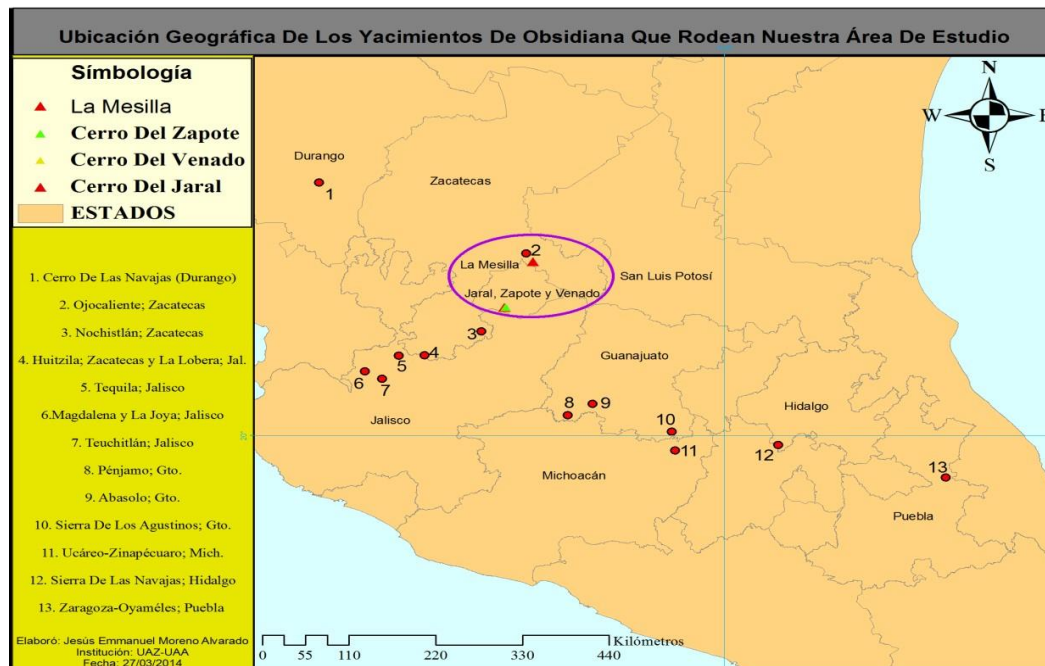 Ubicación Geográfica De Los Yacimientos De Obsidiana Que Rodean Nuestra Área De Estudio
Símbología
La Mesilla
Cerro Del Zapote
Cerro Del Venado
Cerro Del Jaral
ESTADOS
1. Cerro De Las Navajas (Durango)
2. Ojocaliente; Zacatecas
3. Nochistlán; Zacatecas
4. Huitzila; Zacatecas y La Lobera; Jal.
5. Tequila; Jalisco
6.Magdalena y La Joya; Jalisco
7. Teuchitlán; Jalisco
8. Pénjamo; Gto.
9. Abasolo; Gto.
10. Sierra De Los Agustinos; Gto.
11. Ucáreo-Zinapécuaro; Mich.
12. Sierra De Las Navajas; Hidalgo
13. Zaragoza-Oyaméles; Puebla
Elaboró: Jesús Emmanuel Moreno Alvarado
Institución: UAZ-UAA
Fecha: 27/03/2014
N
W
E
S
Durango
1
Zacatecas
2
La Mesilla
San Luis Potosí
Jaral, Zapote y Venado
3
4
5
6
7
Guanajuato
8
9
Jalisco
Hidalgo
10
11
12
Michoacán
13
Puebla
20°
Kilómetros
0 55 110 220 330 440